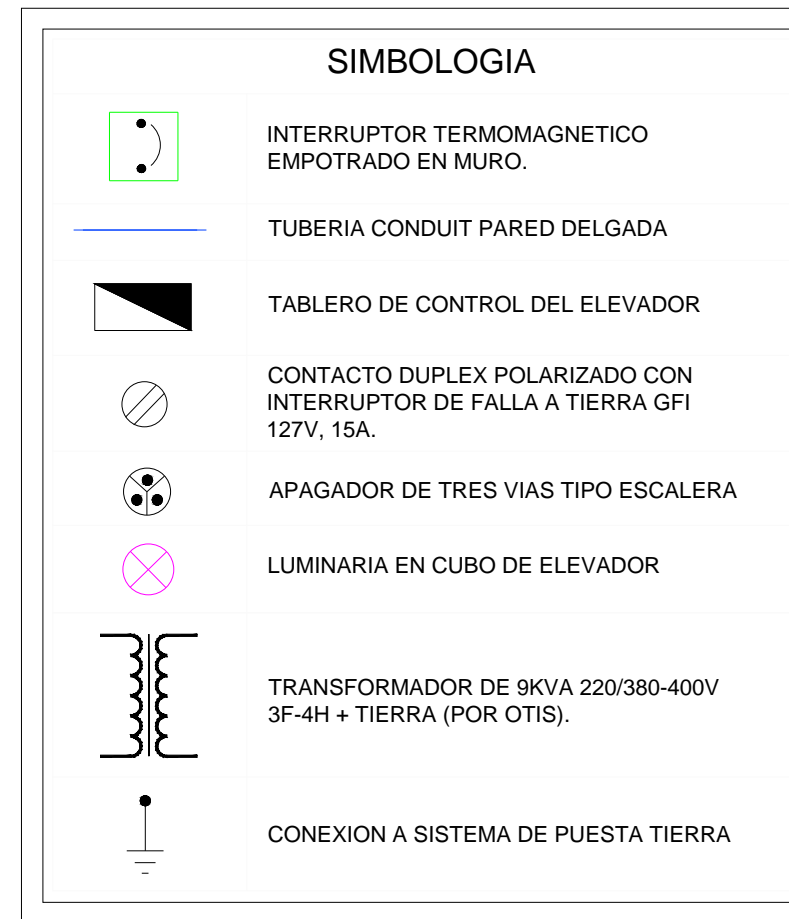 SIMBOLOGIA
INTERRUPTOR TERMOMAGNETICO
EMPOTRADO EN MURO.
TUBERIA CONDUIT PARED DELGADA
TABLERO DE CONTROL DEL ELEVADOR
CONTACTO DUPLEX POLARIZADO CON
INTERRUPTOR DE FALLA A TIERRA GFI
127V, 15A.
APAGADOR DE TRES VIAS TIPO ESCALERA
LUMINARIA EN CUBO DE ELEVADOR
TRANSFORMADOR DE 9KVA 220/380-400V
3F-4H + TIERRA (POR OTIS).
CONEXION A SISTEMA DE PUESTA TIERRA